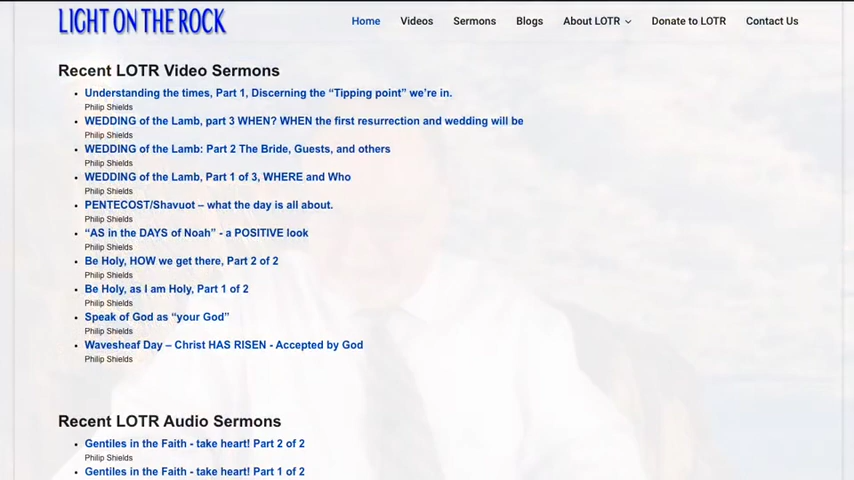 LIGHT ON THE ROCK
Home Videos Sermons Blogs About LOTR Donate to LOTR Contact Us
Recent LOTR Video Sermons
Understanding the times, Part 1, Discerning the “Tipping point” we’re in.
Philip Shields
WEDDING of the Lamb, part 3 WHEN? WHEN the first resurrection and wedding will be
Philip Shields
WEDDING of the Lamb: Part 2 The Bride, Guests, and others
Philip Shields
WEDDING of the Lamb, Part 1 of 3, WHERE and Who
Philip Shields
PENTECOST/Shavuot – what the day is all about.
Philip Shields
“AS in the DAYS of Noah” - a POSITIVE look
Philip Shields
Be Holy, HOW we get there, Part 2 of 2
Philip Shields
Be Holy, as I am Holy, Part 1 of 2
Philip Shields
Speak of God as “your God”
Philip Shields
Wavesheaf Day – Christ HAS RISEN - Accepted by God
Philip Shields
Recent LOTR Audio Sermons
Gentiles in the Faith - take heart! Part 2 of 2
Philip Shields
Gentiles in the Faith - take heart! Part 1 of 2